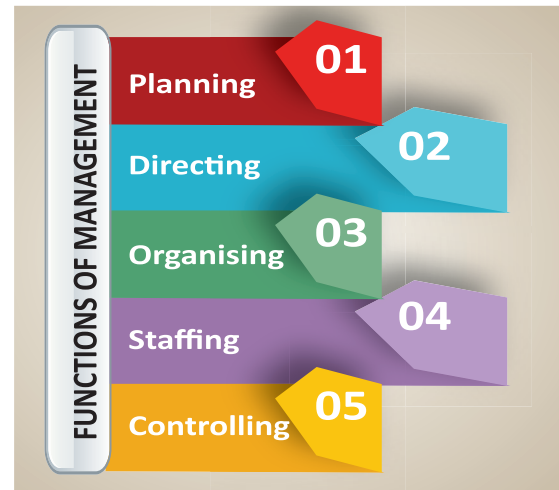 FUNCTIONS OF MANAGEMENT
Planning 01
Directing 02
Organising 03
Staffing 04
Controlling 05